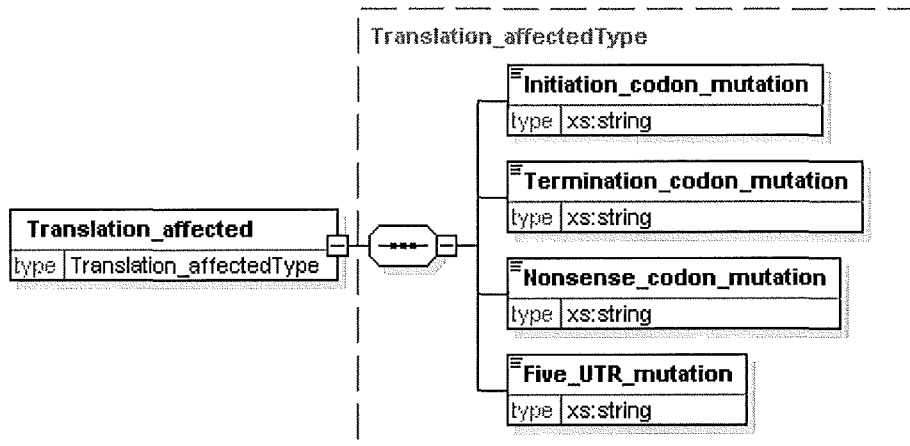 Translation_affectedType
Initiation_codon_mutation
type xs:string
Termination_codon_mutation
type xs:string
Translation_affected
type Translation_affectedType
Nonsense_codon_mutation
type xs:string
Five_UTR_mutation
type xs:string